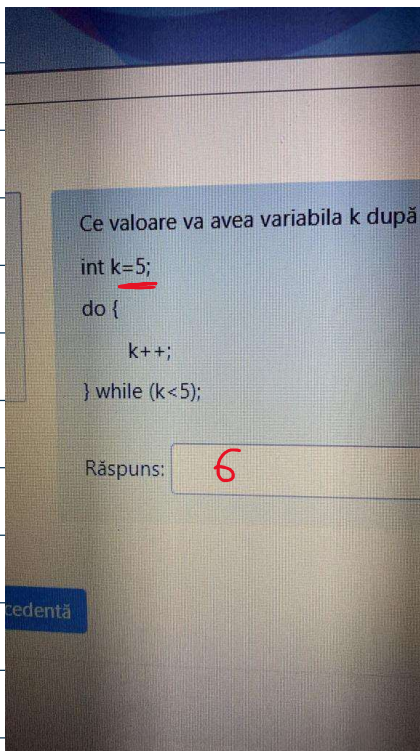 Ce valoare va avea variabila k după
int k=5;
do {
k++;
} while (k<5);
Răspuns: 6
cedentă